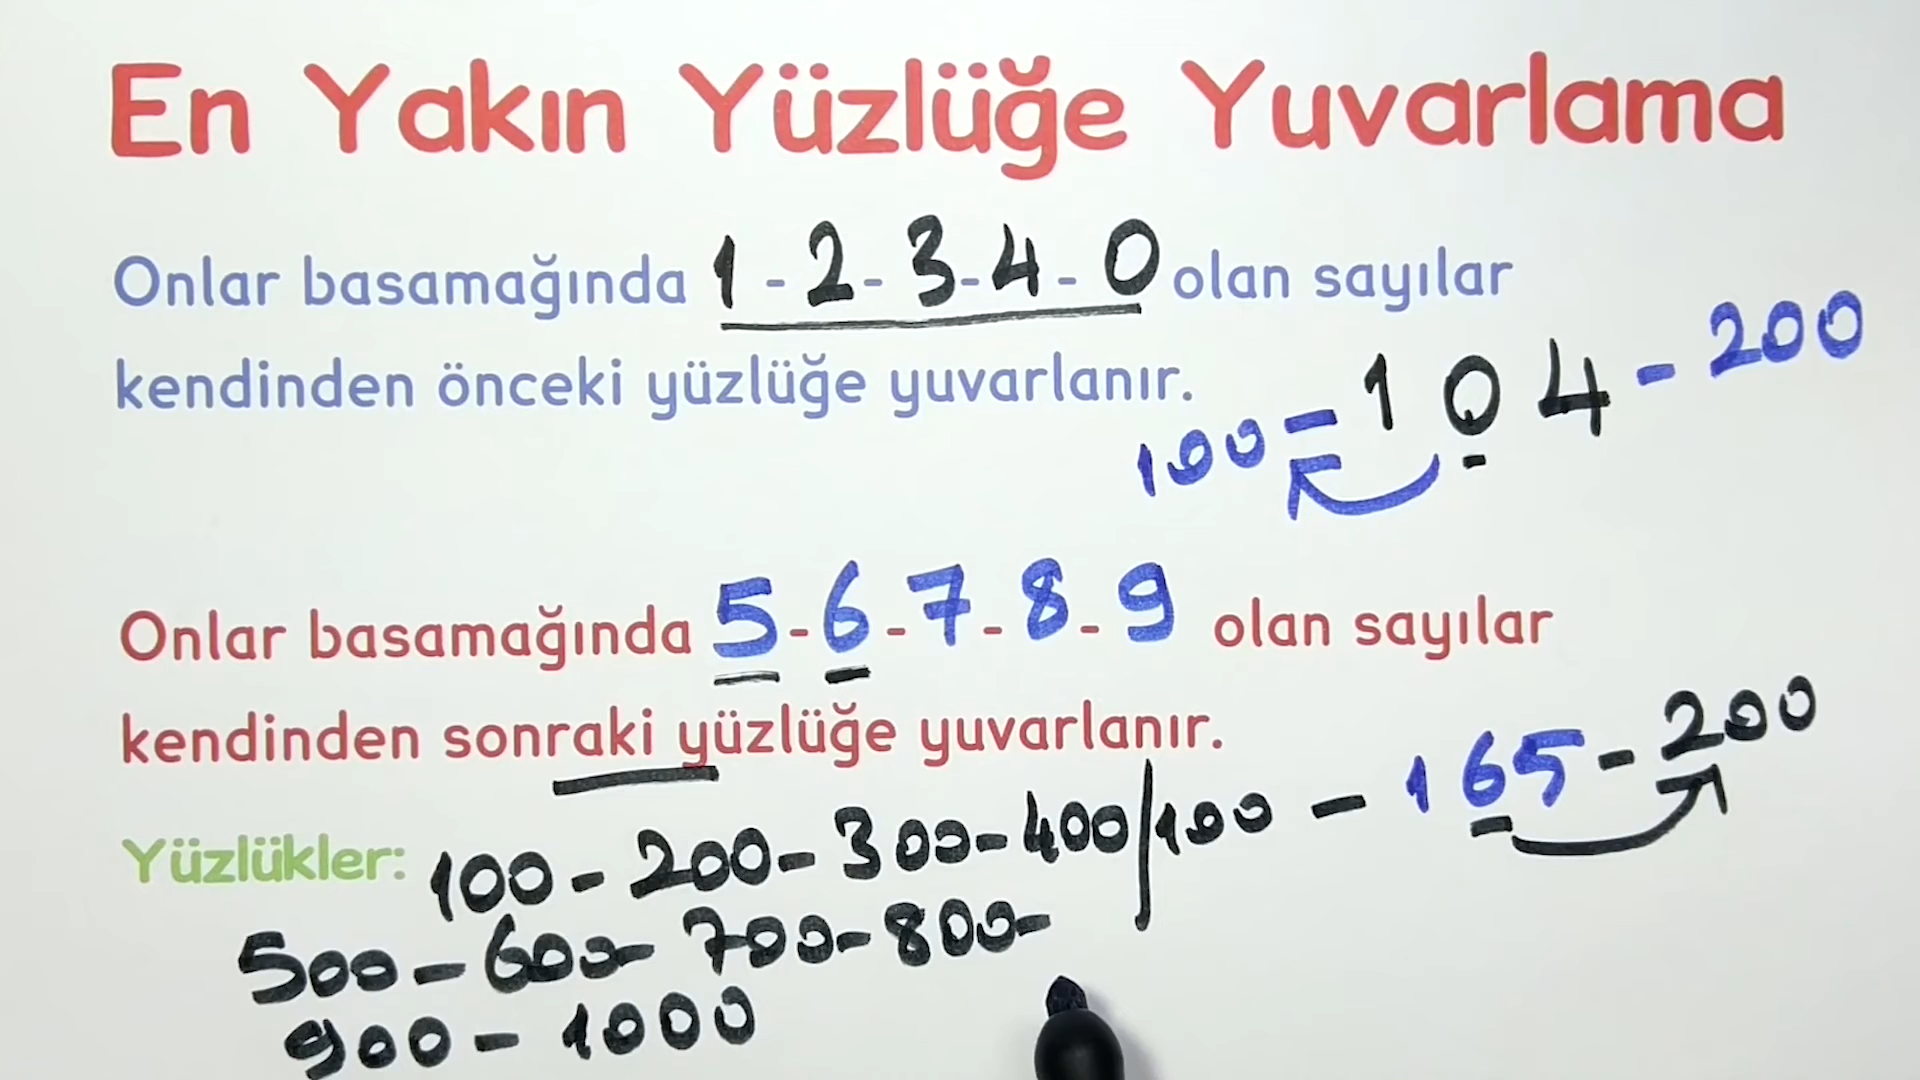 En Yakın Yüzlüğe Yuvarlama
Onlar basamağında 1 - 2 - 3 - 4 - 0 olan sayılar
kendinden önceki yüzlüğe yuvarlanır.
100 - 104 - 200
Onlar basamağında 5 - 6 - 7 - 8 - 9 olan sayılar
kendinden sonraki yüzlüğe yuvarlanır.
100 - 165 - 200
Yüzlükler: 100 - 200 - 300 - 400
500 - 600 - 700 - 800 -
900 - 1000